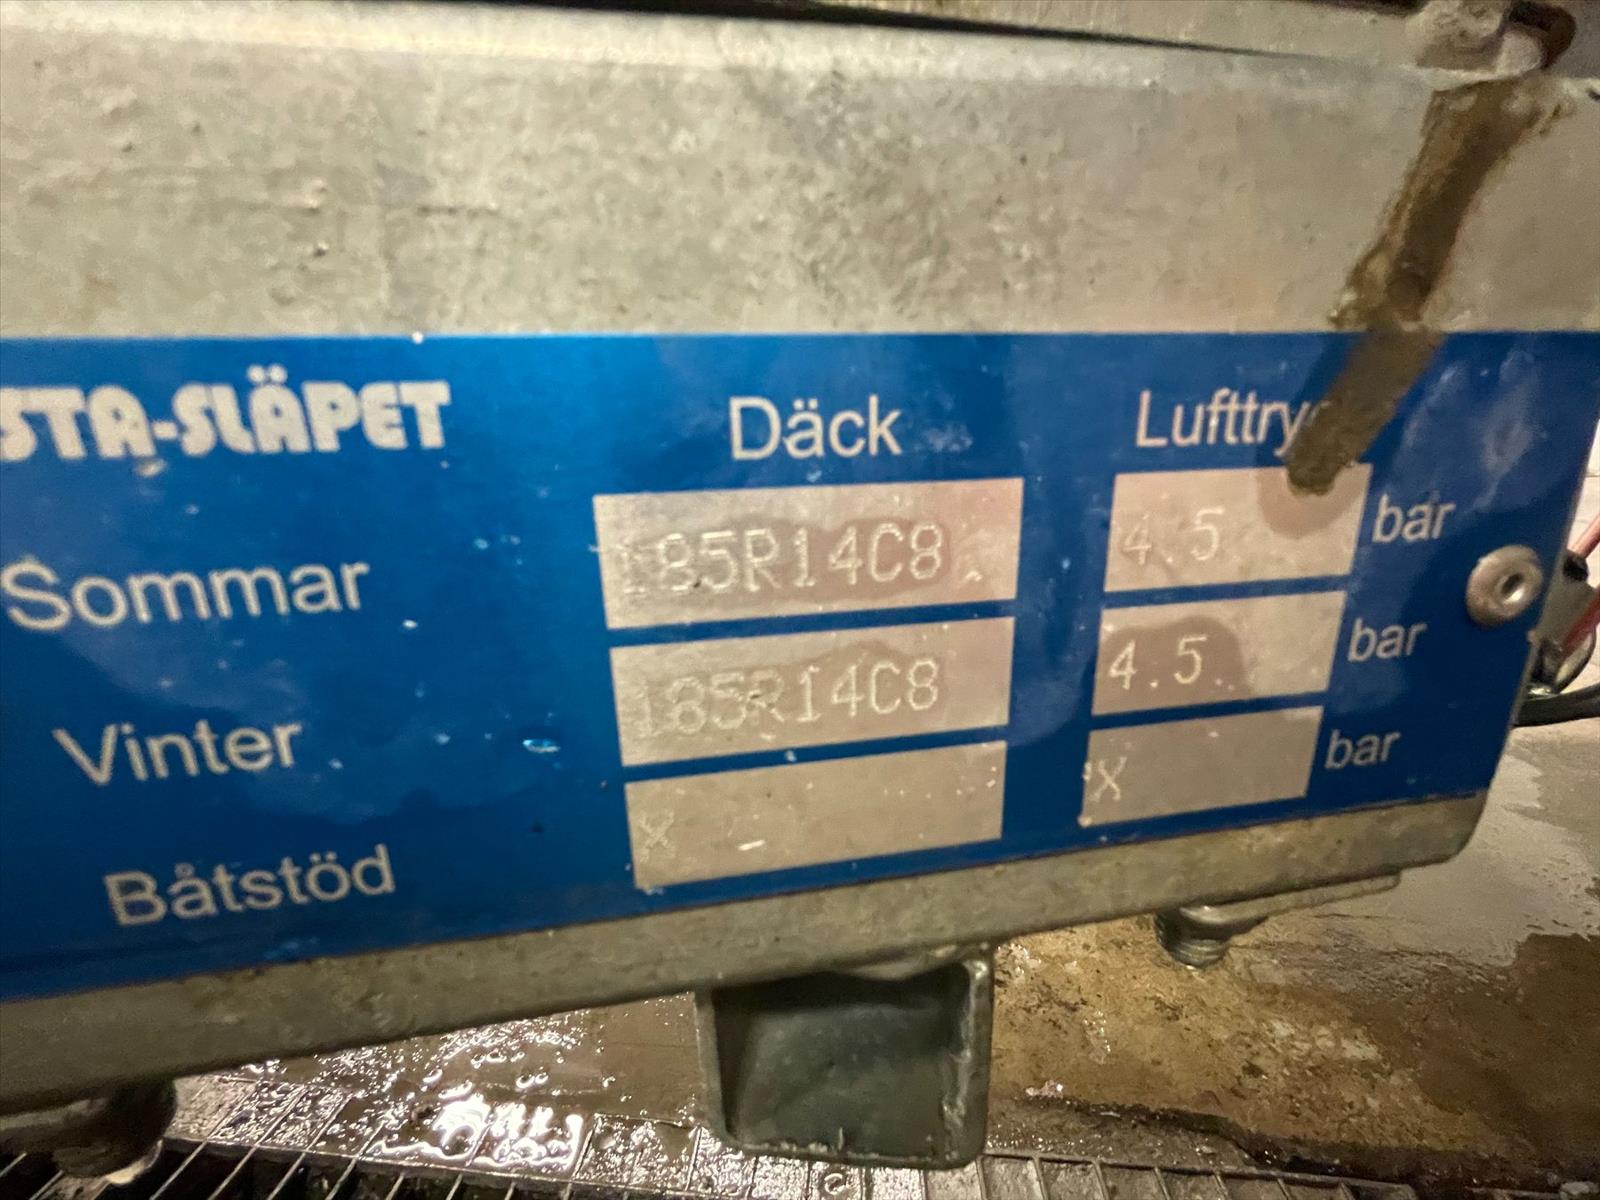 STA-SLÄPET
Däck Lufttry
Sommar 185R14C8 4.5 bar
Vinter 185R14C8 4.5 bar
Båtstöd X X bar